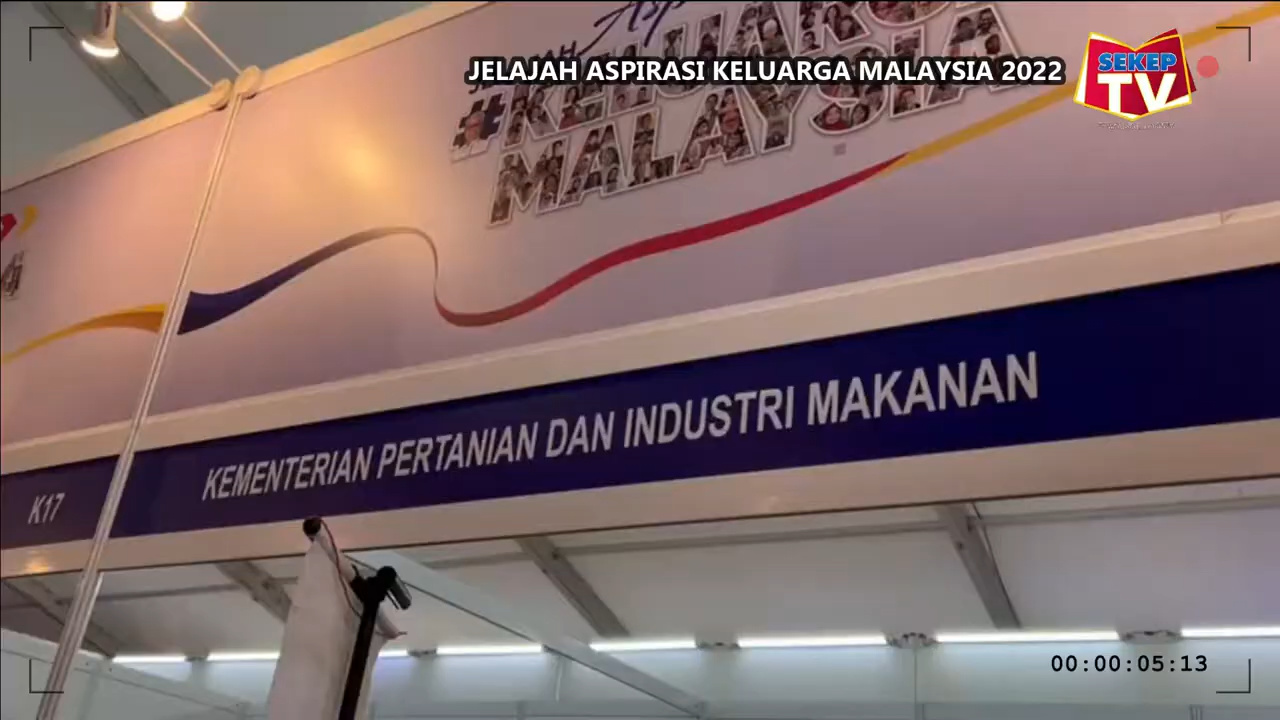 JELAJAH ASPIRASI KELUARGA MALAYSIA 2022
SEKEP
TV
#KELUARGA
MALAYSIA
KEMENTERIAN PERTANIAN DAN INDUSTRI MAKANAN
K17
00:00:05:13